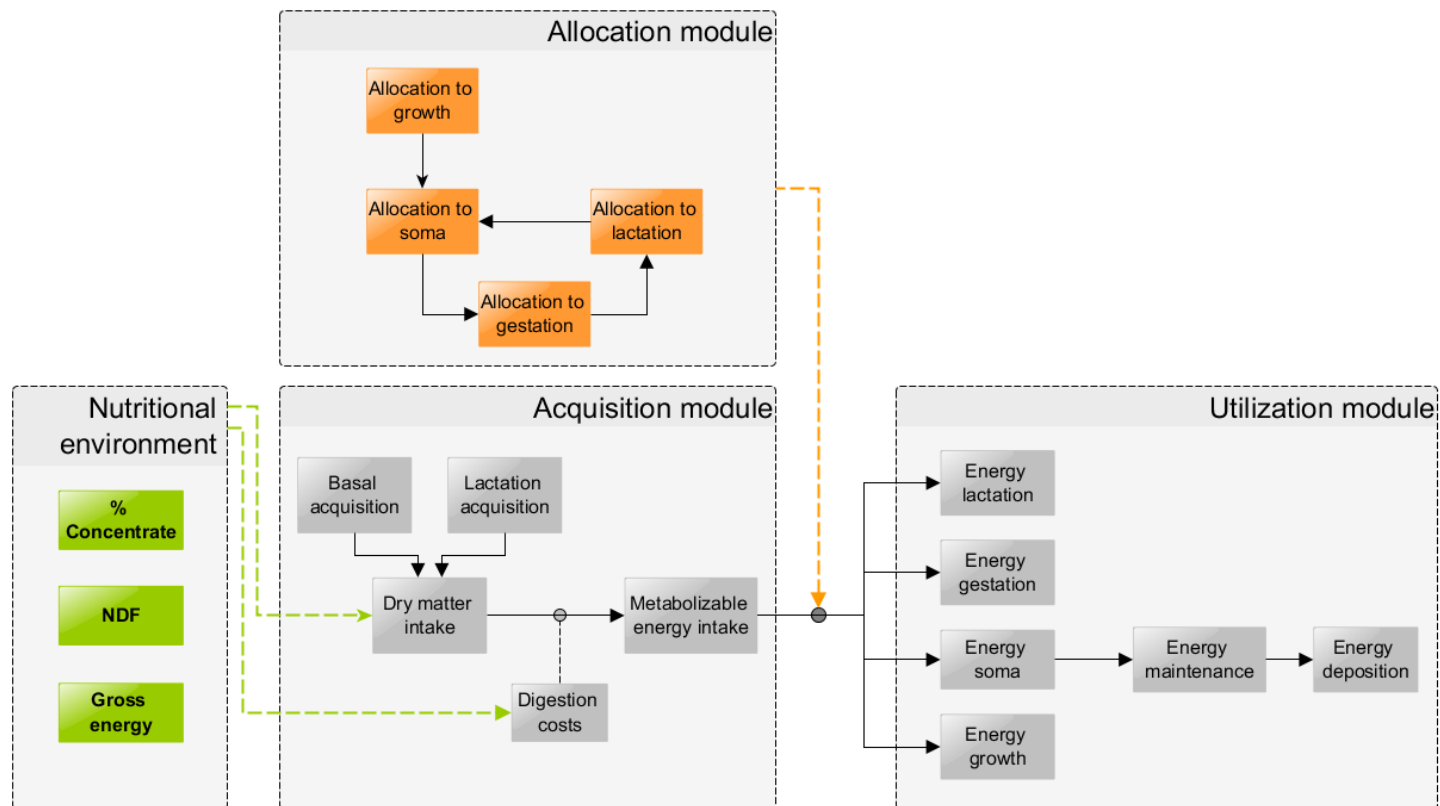 Allocation module
Allocation to
growth
Allocation to
soma
Allocation to
lactation
Allocation to
gestation
Nutritional
environment
%
Concentrate
NDF
Gross
energy
Acquisition module
Basal
acquisition
Lactation
acquisition
Dry matter
intake
Metabolizable
energy intake
Digestion
costs
Utilization module
Energy
lactation
Energy
gestation
Energy
soma
Energy
maintenance
Energy
deposition
Energy
growth